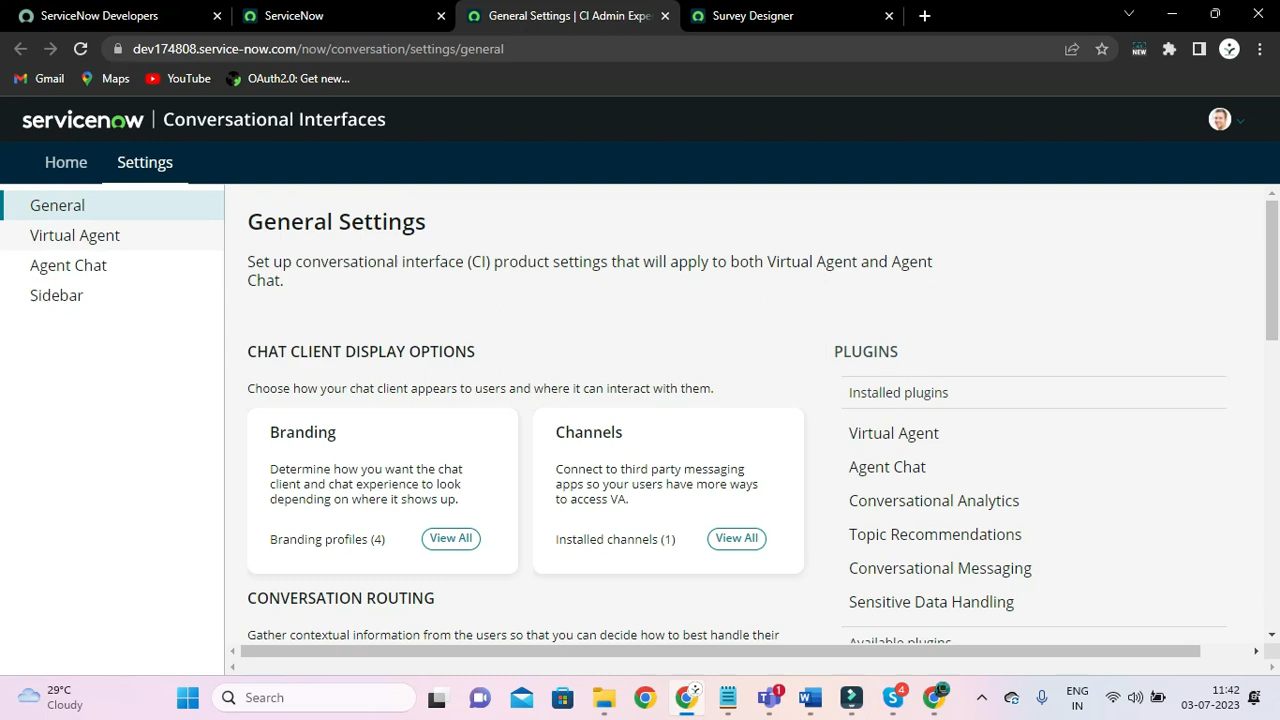 ServiceNow Developers
ServiceNow
General Settings | CI Admin Expe
Survey Designer
dev174808.service-now.com/now/conversation/settings/general
NEW
Gmail
Maps
YouTube
OAuth2.0: Get new...
servicenow | Conversational Interfaces
Home
Settings
General
Virtual Agent
Agent Chat
Sidebar
General Settings
Set up conversational interface (CI) product settings that will apply to both Virtual Agent and Agent
Chat.
CHAT CLIENT DISPLAY OPTIONS
Choose how your chat client appears to users and where it can interact with them.
Branding
Determine how you want the chat
client and chat experience to look
depending on where it shows up.
Branding profiles (4)
View All
Channels
Connect to third party messaging
apps so your users have more ways
to access VA.
Installed channels (1)
View All
CONVERSATION ROUTING
Gather contextual information from the users so that you can decide how to best handle their
PLUGINS
Installed plugins
Virtual Agent
Agent Chat
Conversational Analytics
Topic Recommendations
Conversational Messaging
Sensitive Data Handling
Available plugins
29°C
Cloudy
Search
1
4
ENG
IN
11:42
03-07-2023